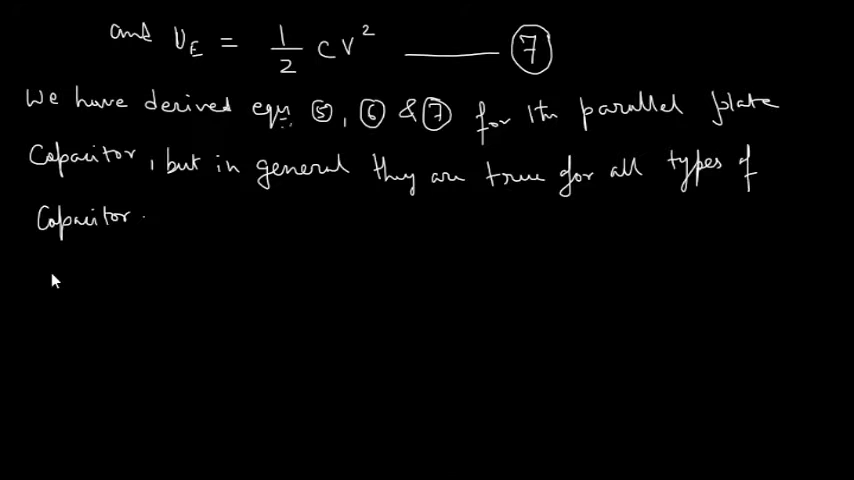 and U_E = 1/2 CV² —— ⑦
We have derived eqn. ⑤, ⑥ & ⑦ for the parallel plate
Capacitor, but in general they are true for all types of
Capacitor.